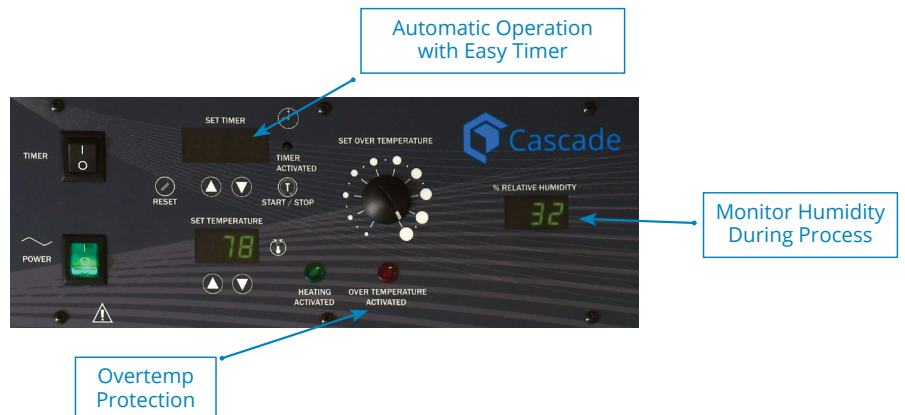 Automatic Operation
with Easy Timer
SET TIMER
TIMER
TIMER
ACTIVATED
SET OVER TEMPERATURE
Cascade
I
O
RESET
START / STOP
% RELATIVE HUMIDITY
32
Monitor Humidity
During Process
SET TEMPERATURE
78
POWER
I
O
HEATING
ACTIVATED
OVER TEMPERATURE
ACTIVATED
Overtemp
Protection